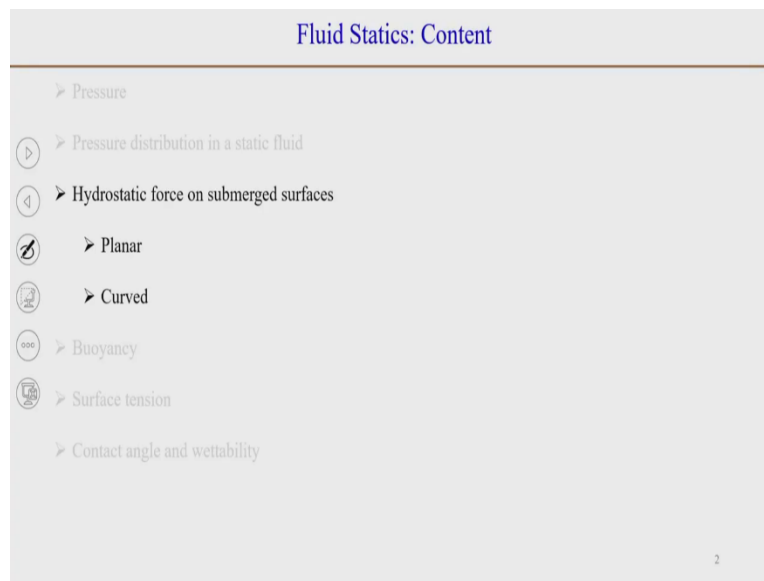 Fluid Statics: Content
➢ Pressure
➢ Pressure distribution in a static fluid
➢ Hydrostatic force on submerged surfaces
➢ Planar
➢ Curved
➢ Buoyancy
➢ Surface tension
➢ Contact angle and wettability
2